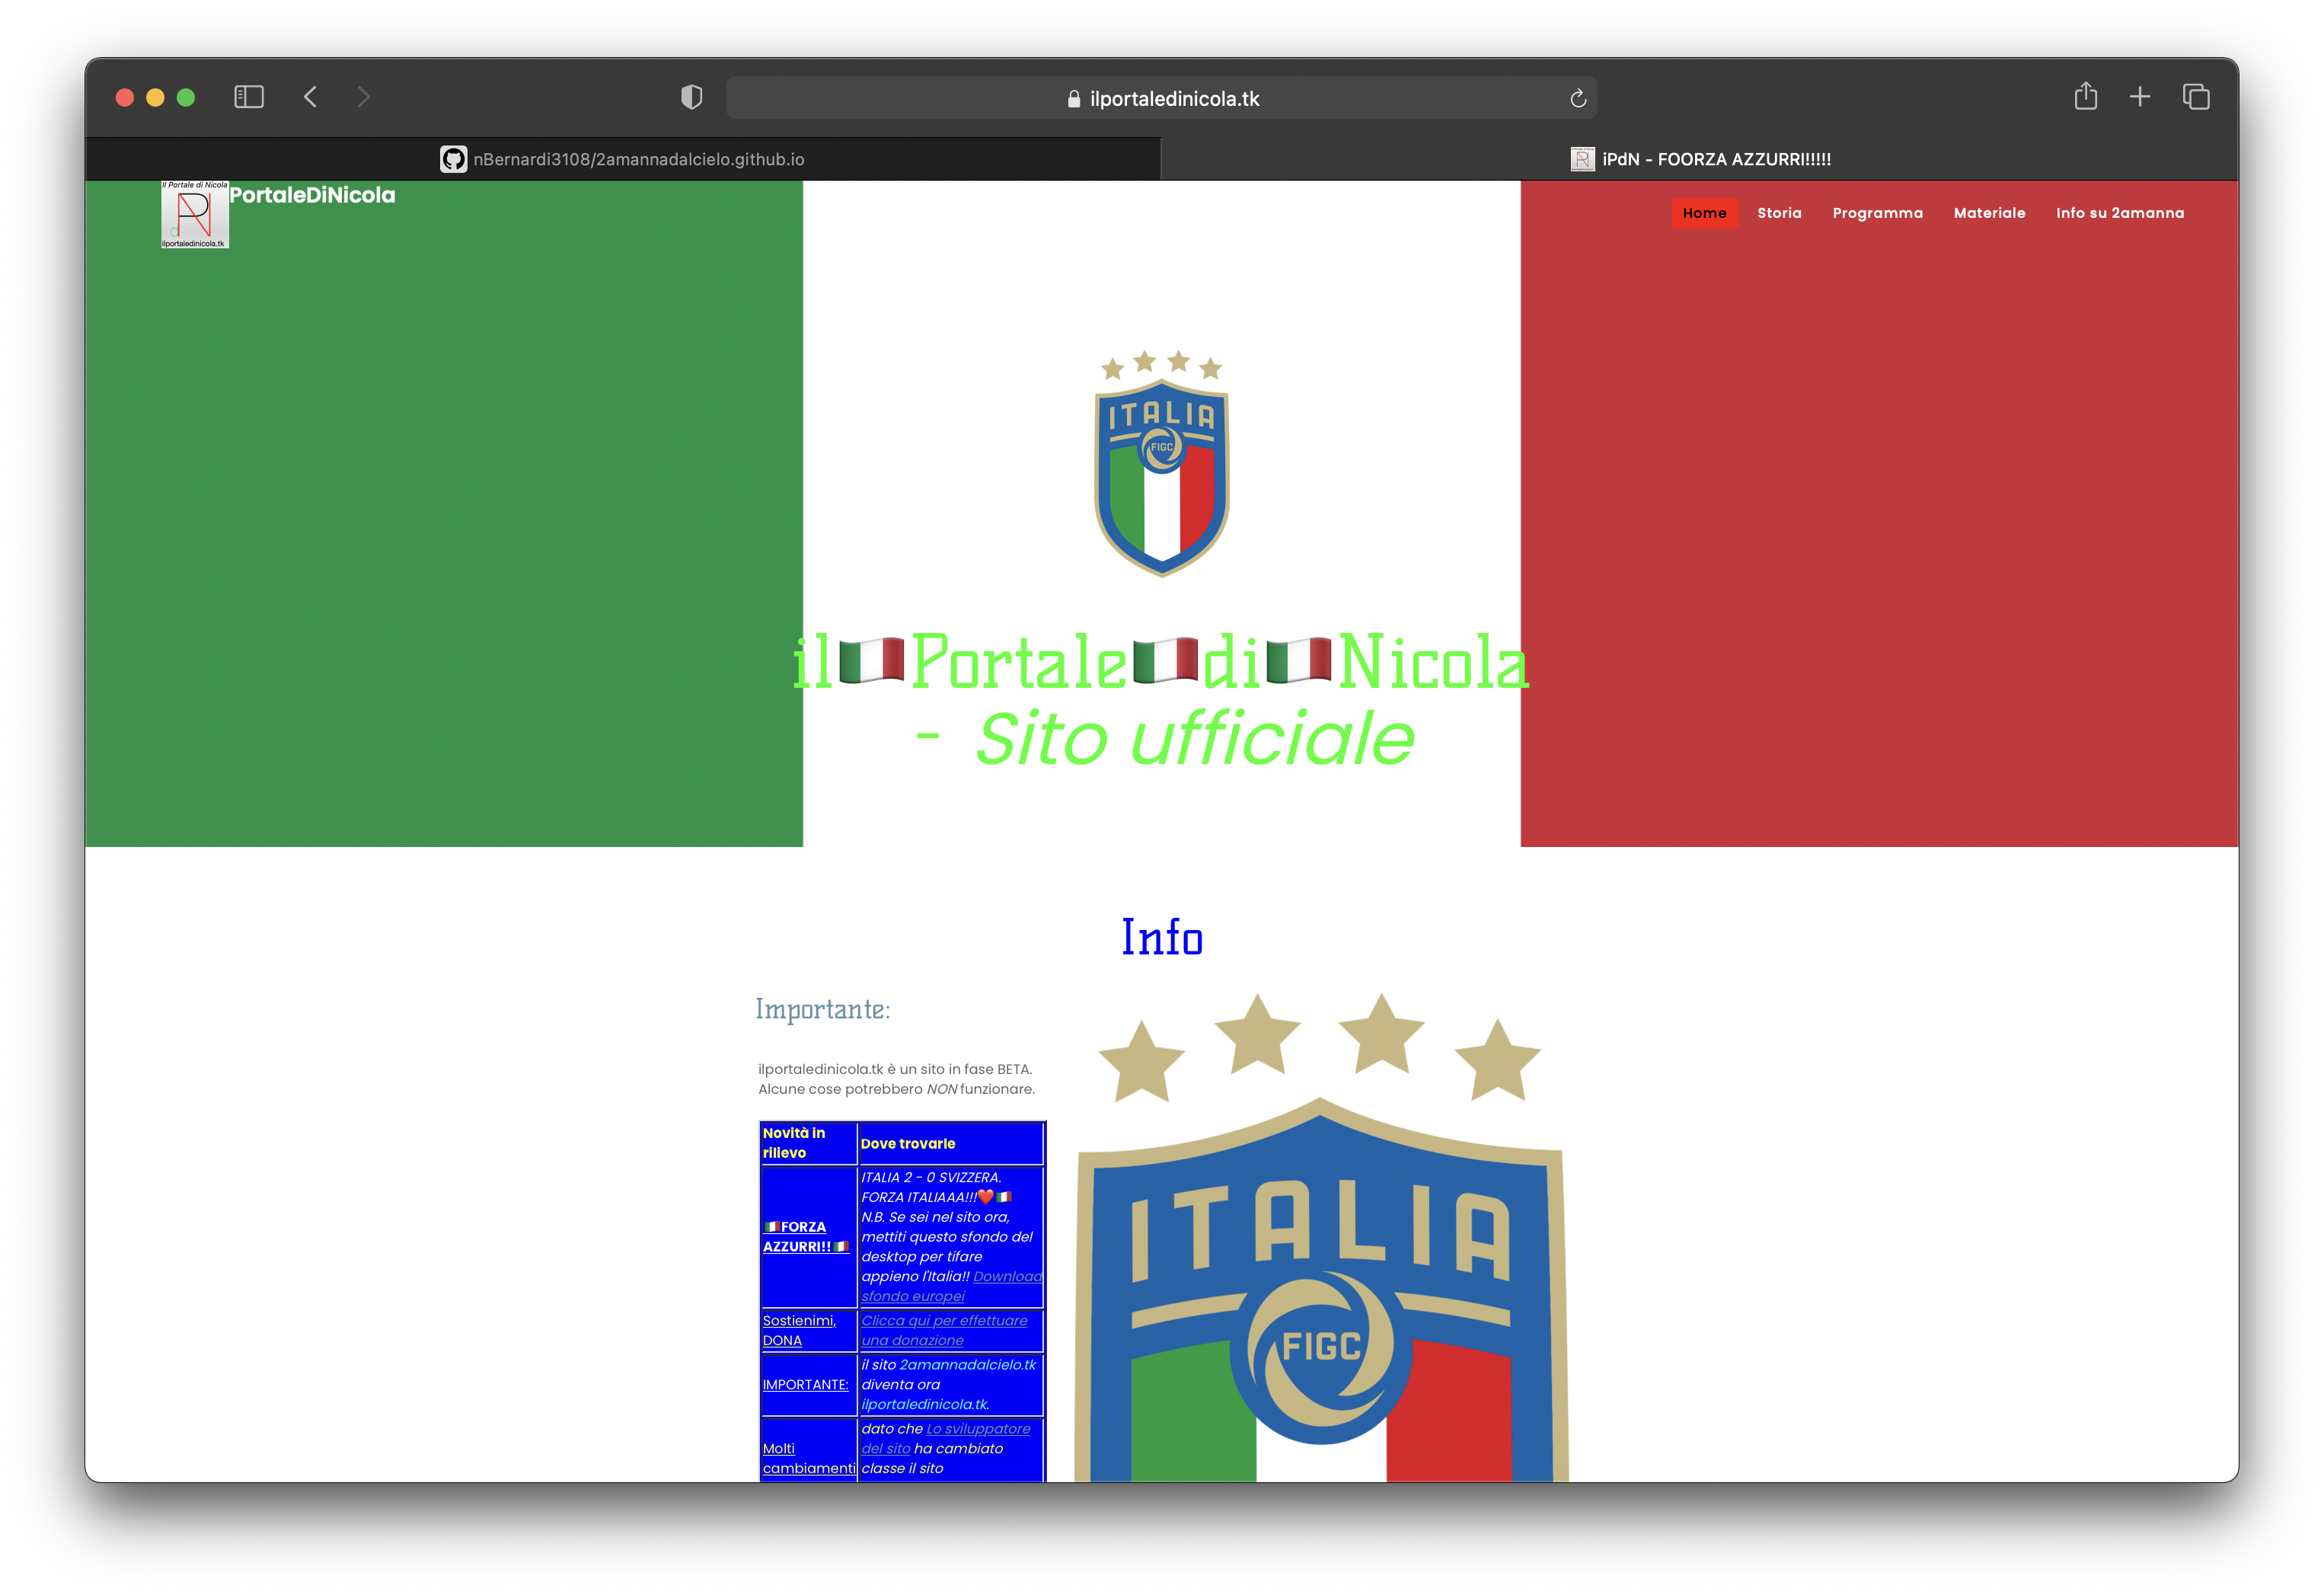 ilportaledinicola.tk
nBernardi3108/2amannadalcielo.github.io
iPdN - FOORZA AZZURRI!!!!!
Il Portale di Nicola
ilportaledinicola.tk
PortaleDiNicola
Home
Storia
Programma
Materiale
Info su 2amanna
ITALIA
FIGC
il🇮🇹Portale🇮🇹di🇮🇹Nicola
- Sito ufficiale
Info
Importante:
ilportaledinicola.tk è un sito in fase BETA.
Alcune cose potrebbero NON funzionare.
Novità in
rilievo
Dove trovarle
🇮🇹FORZA
AZZURRI!!🇮🇹
ITALIA 2 - 0 SVIZZERA.
FORZA ITALIAAA!!!❤️🇮🇹
N.B. Se sei nel sito ora,
mettiti questo sfondo del
desktop per tifare
appieno l'Italia!! Download
sfondo europei
Sostienimi,
DONA
Clicca qui per effettuare
una donazione
IMPORTANTE:
il sito 2amannadalcielo.tk
diventa ora
ilportaledinicola.tk.
Molti
cambiamenti
dato che Lo sviluppatore
del sito ha cambiato
classe il sito
ITALIA
FIGC